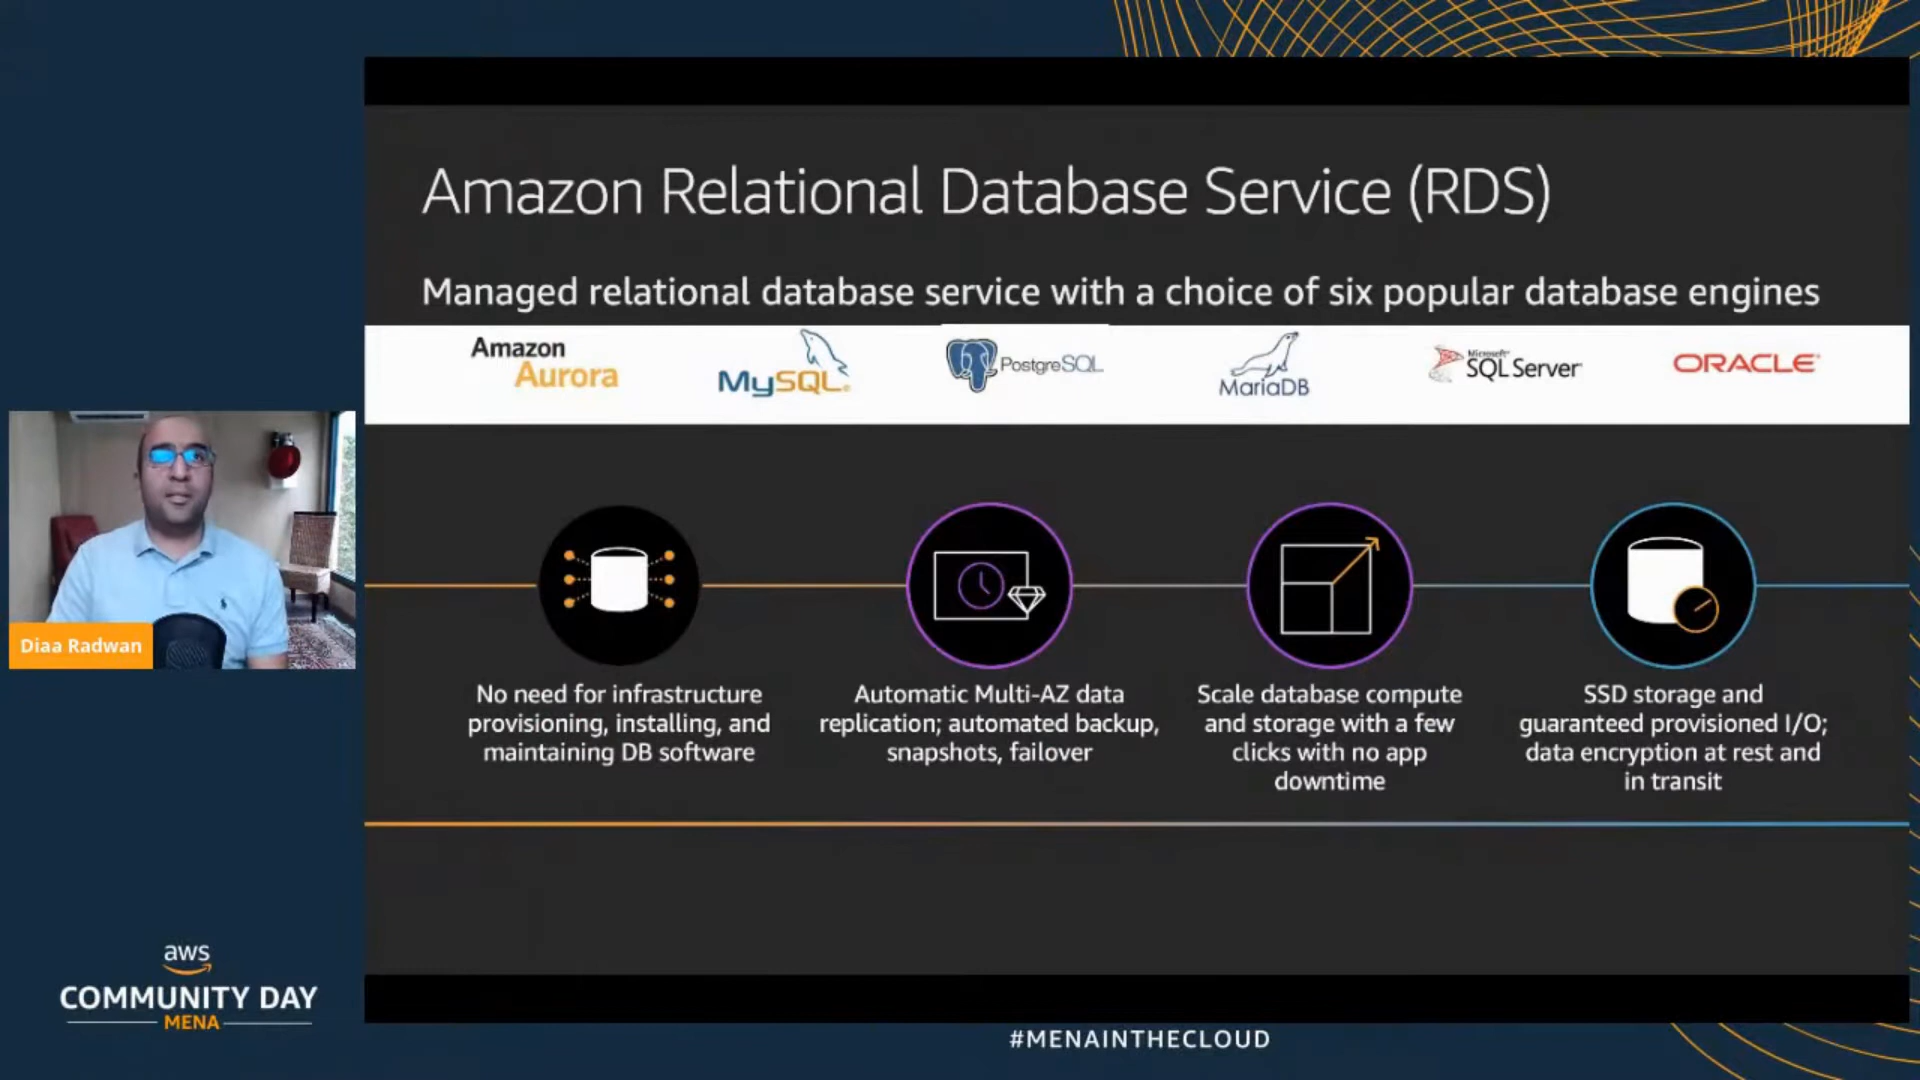 Amazon Relational Database Service (RDS)
Managed relational database service with a choice of six popular database engines
Amazon
Aurora
MySQL
PostgreSQL
MariaDB
Microsoft
SQL Server
ORACLE
No need for infrastructure
provisioning, installing, and
maintaining DB software
Automatic Multi-AZ data
replication; automated backup,
snapshots, failover
Scale database compute
and storage with a few
clicks with no app
downtime
SSD storage and
guaranteed provisioned I/O;
data encryption at rest and
in transit
Diaa Radwan
aws
COMMUNITY DAY
MENA
#MENAINTHECLOUD